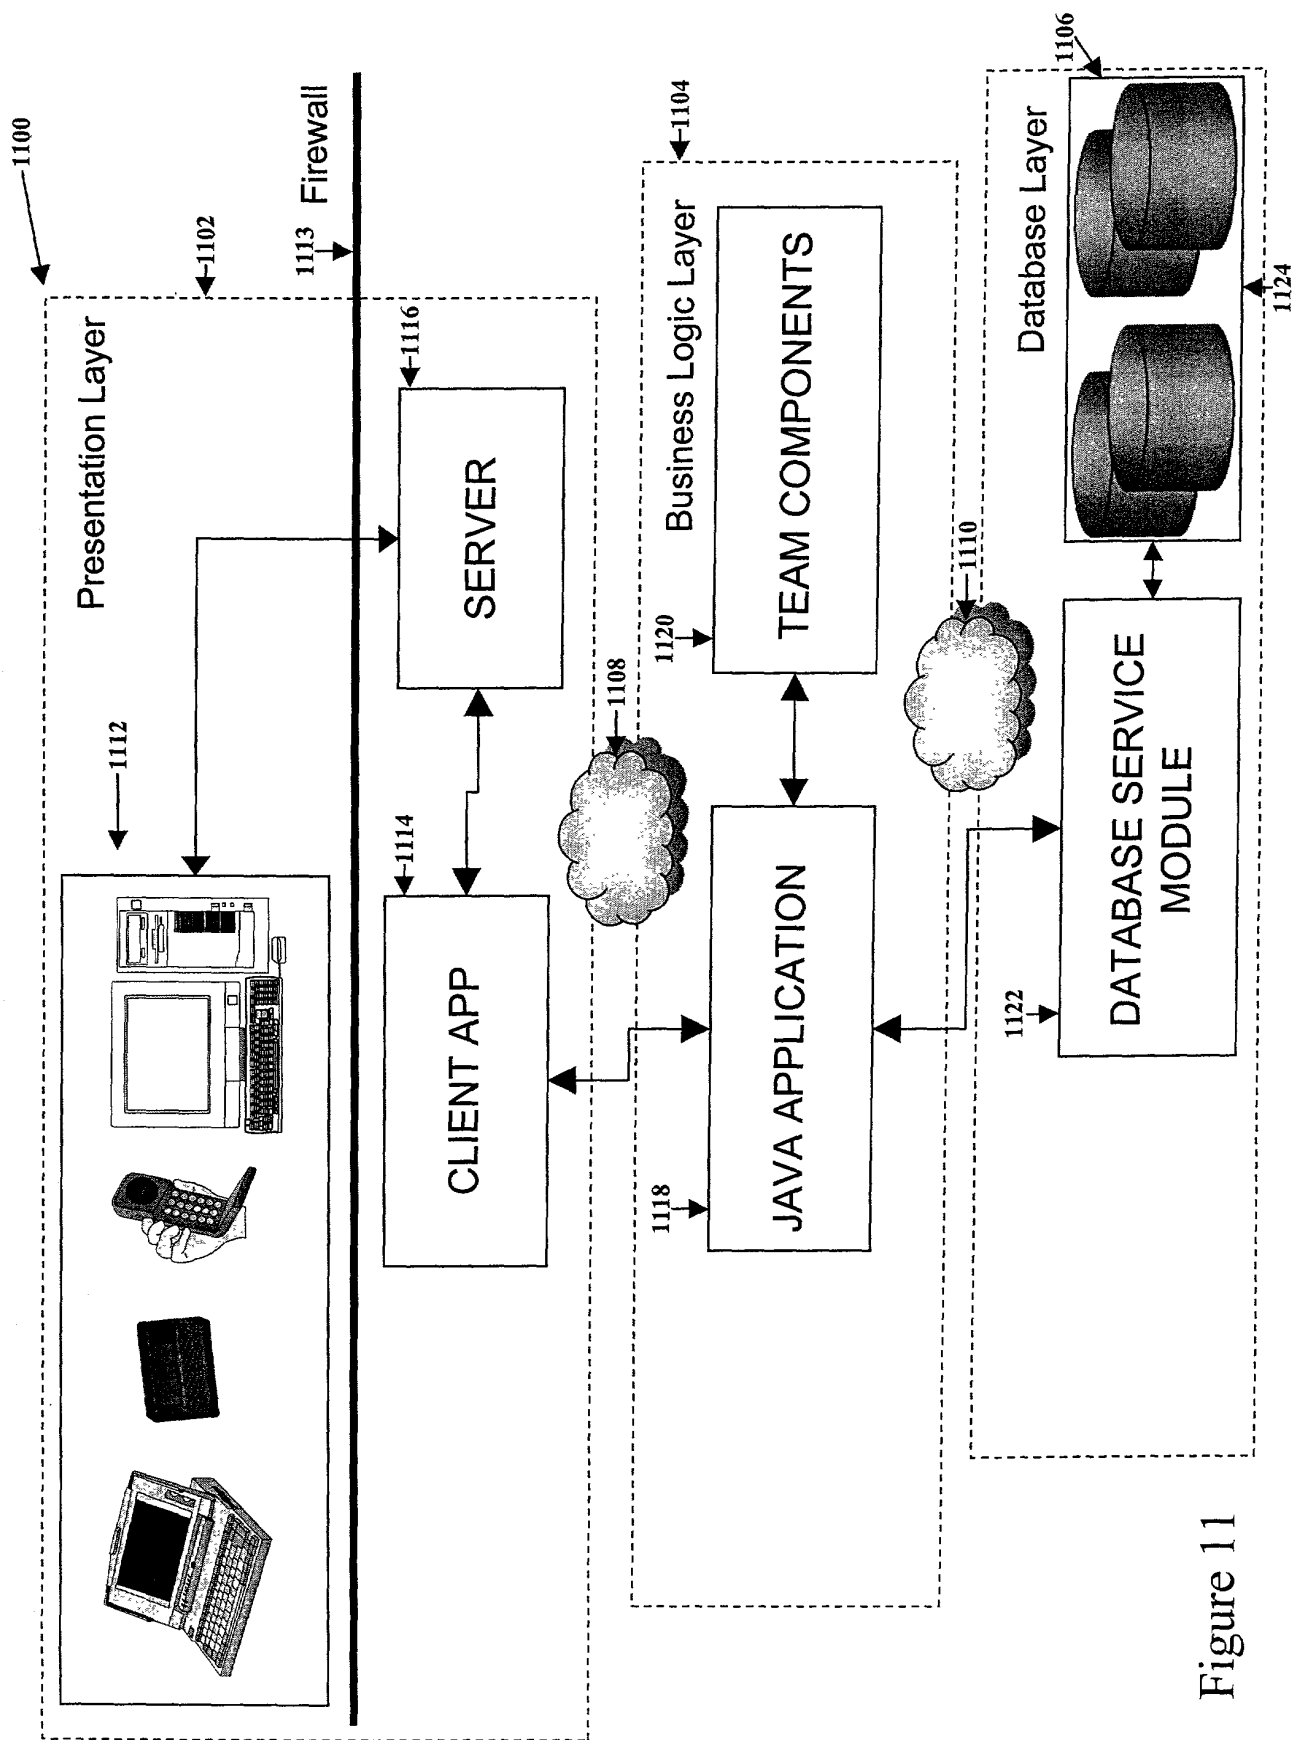 1100
1102
Presentation Layer
1112
1113
Firewall
1114
CLIENT APP
1116
SERVER
1108
1104
Business Logic Layer
1118
JAVA APPLICATION
1120
TEAM COMPONENTS
1110
1106
Database Layer
1122
DATABASE SERVICE
MODULE
1124
Figure 11